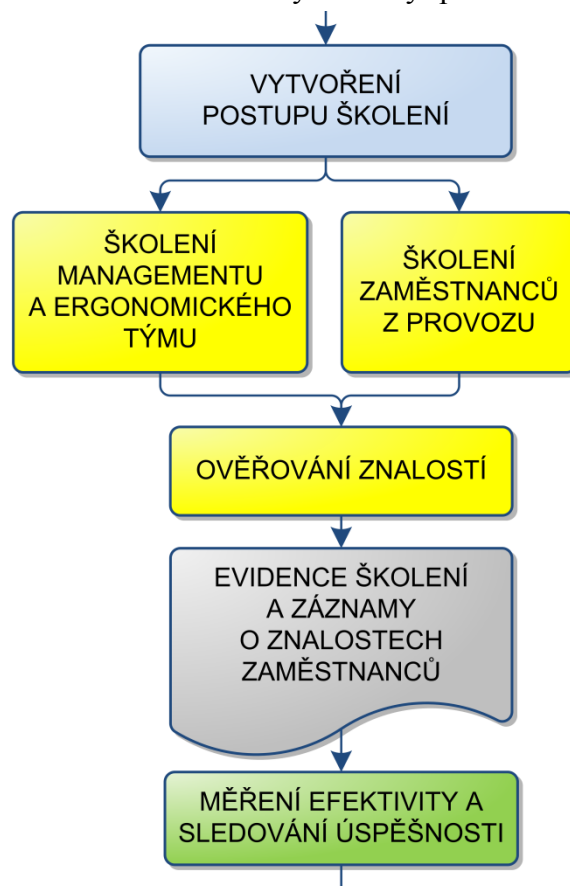 VYTVOŘENÍ
POSTUPU ŠKOLENÍ
ŠKOLENÍ
MANAGEMENTU
A ERGONOMICKÉHO
TÝMU
ŠKOLENÍ
ZAMĚSTNANCŮ
Z PROVOZU
OVĚŘOVÁNÍ ZNALOSTÍ
EVIDENCE ŠKOLENÍ
A ZÁZNAMY
O ZNALOSTECH
ZAMĚSTNANCŮ
MĚŘENÍ EFEKTIVITY A
SLEDOVÁNÍ ÚSPĚŠNOSTI